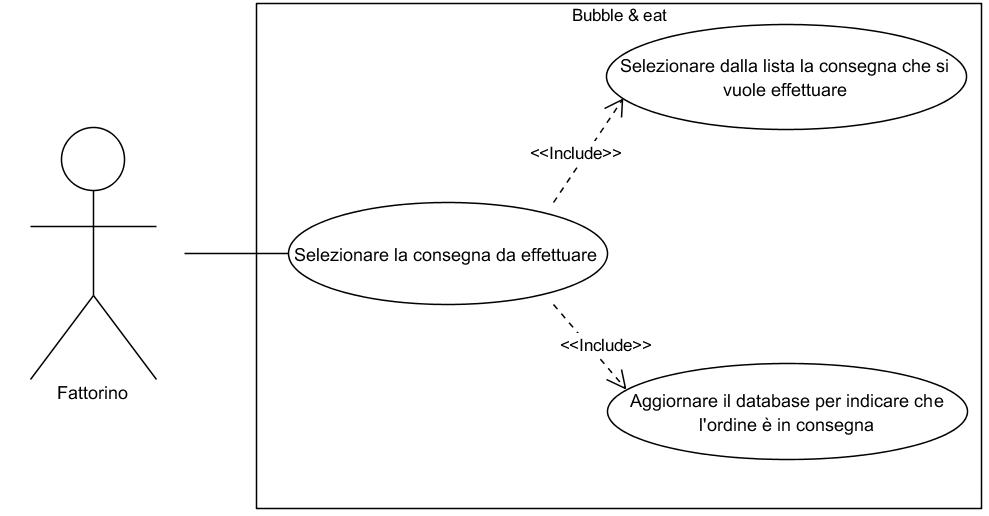 Bubble & eat
Selezionare dalla lista la consegna che si
vuole effettuare
<<Include>>
Selezionare la consegna da effettuare
<<Include>>
Fattorino
Aggiornare il database per indicare che
l'ordine è in consegna